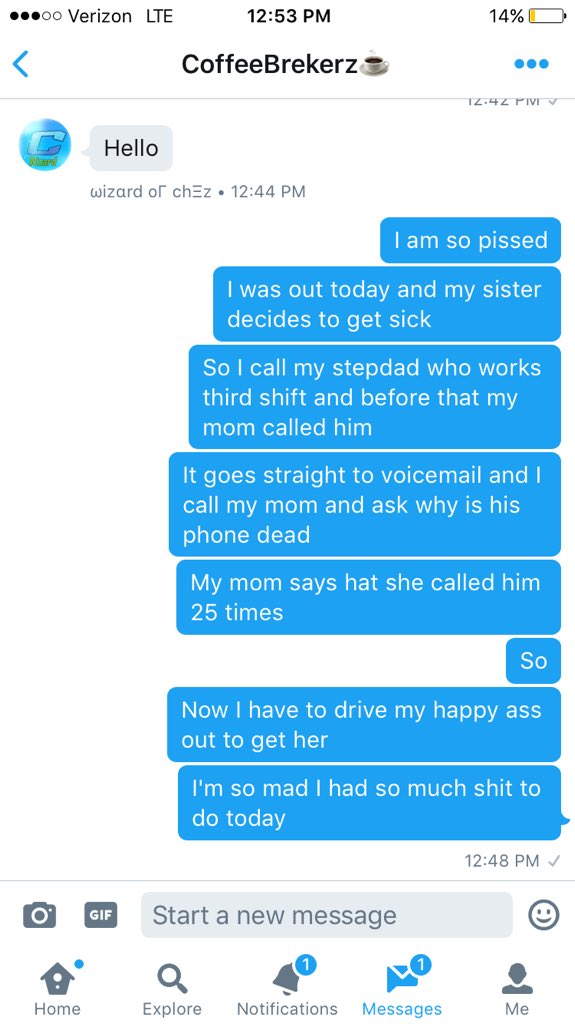 Verizon LTE 12:53 PM 14%
CoffeeBrekerz☕
12:42 PM ✓
Hello
ωizard oΓ chΞz • 12:44 PM
I am so pissed
I was out today and my sister
decides to get sick
So I call my stepdad who works
third shift and before that my
mom called him
It goes straight to voicemail and I
call my mom and ask why is his
phone dead
My mom says hat she called him
25 times
So
Now I have to drive my happy ass
out to get her
I'm so mad I had so much shit to
do today
12:48 PM ✓
GIF Start a new message
1 1
Home Explore Notifications Messages Me